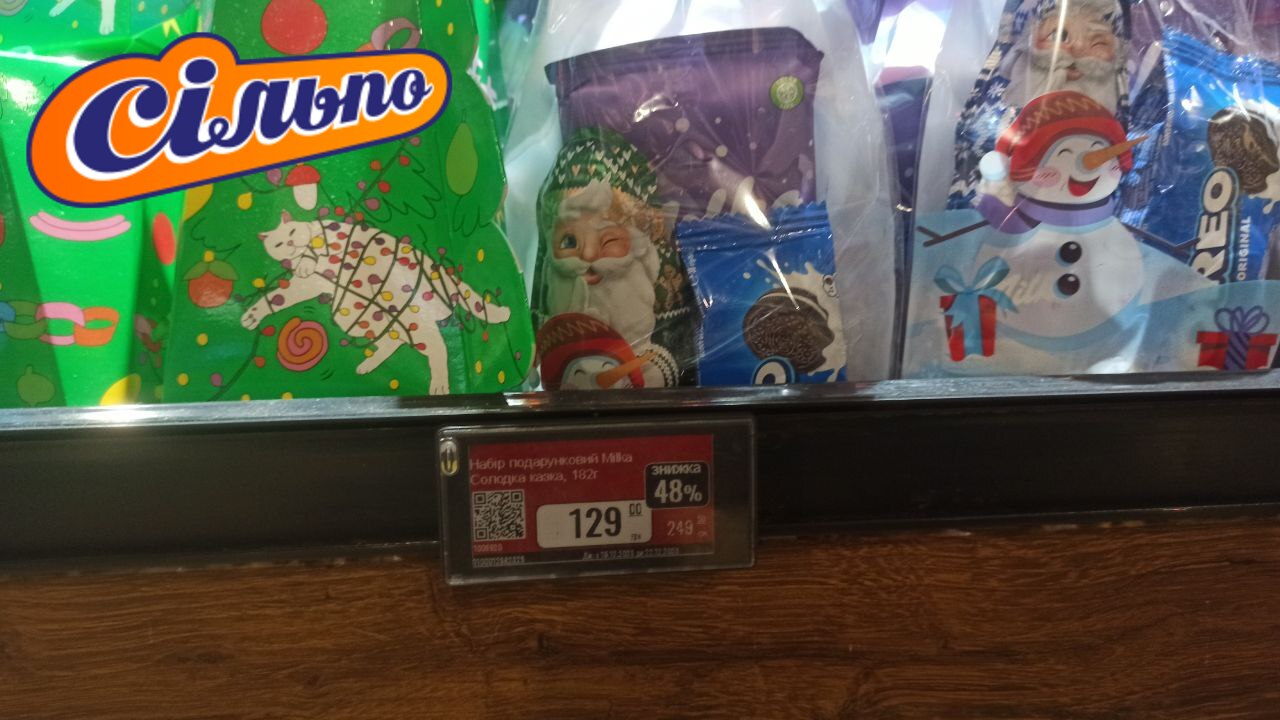 Сільпо
OREO
ORIGINAL
Набір подарунковий Milka
Солодка казка, 182г
знижка
48%
129 00
грн
249